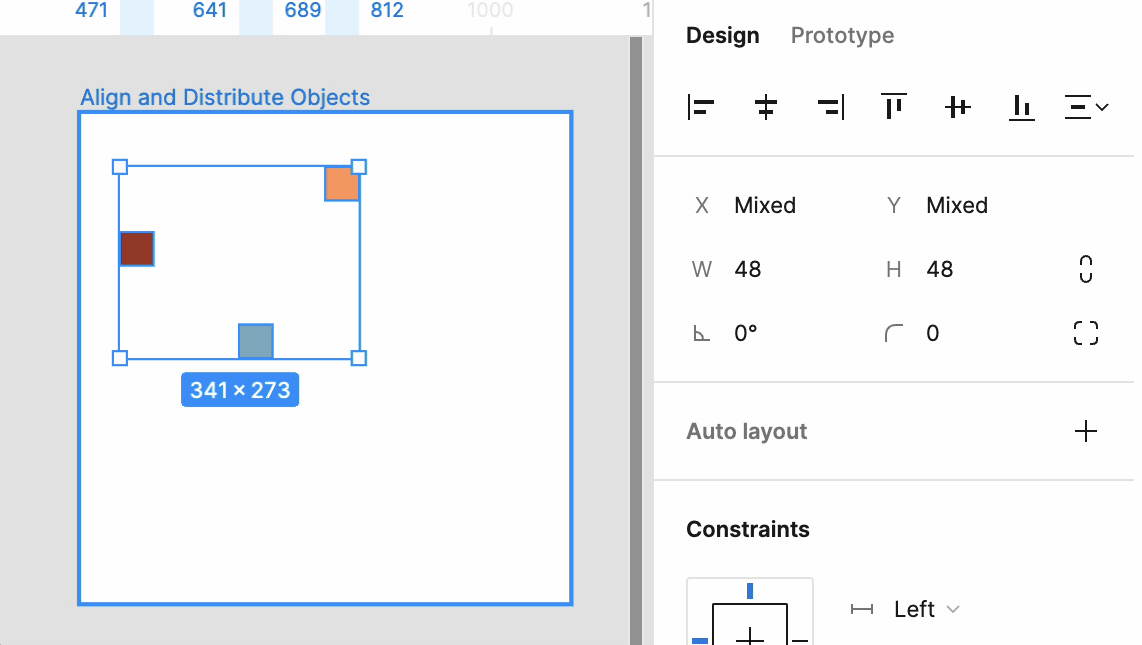 471 641 689 812 1000 1
Design Prototype
Align and Distribute Objects
X Mixed Y Mixed
W 48 H 48
0° 0
341 × 273
Auto layout
Constraints
Left